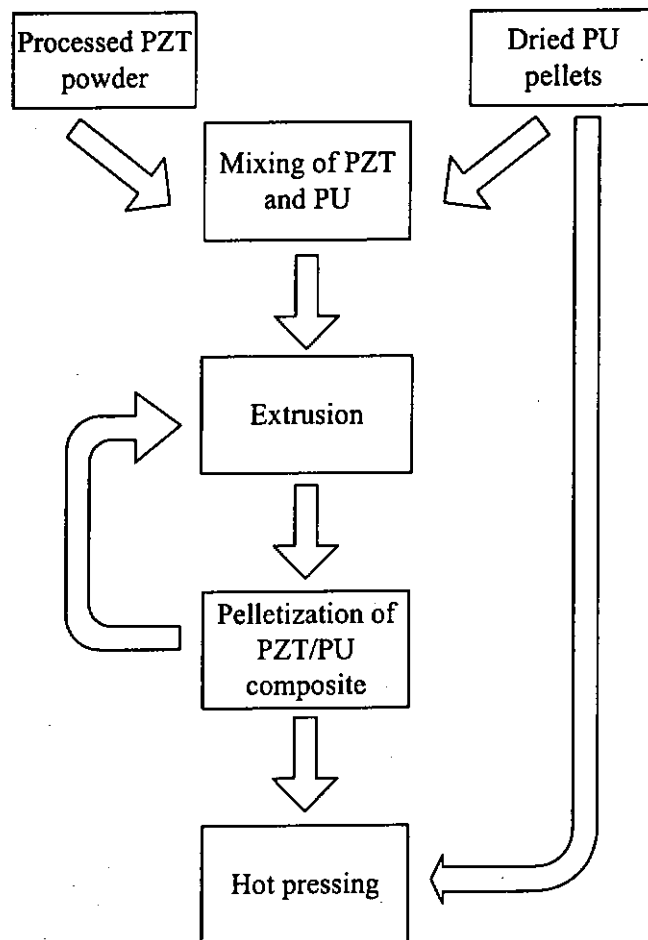 Processed PZT
powder
Dried PU
pellets
Mixing of PZT
and PU
Extrusion
Pelletization of
PZT/PU
composite
Hot pressing